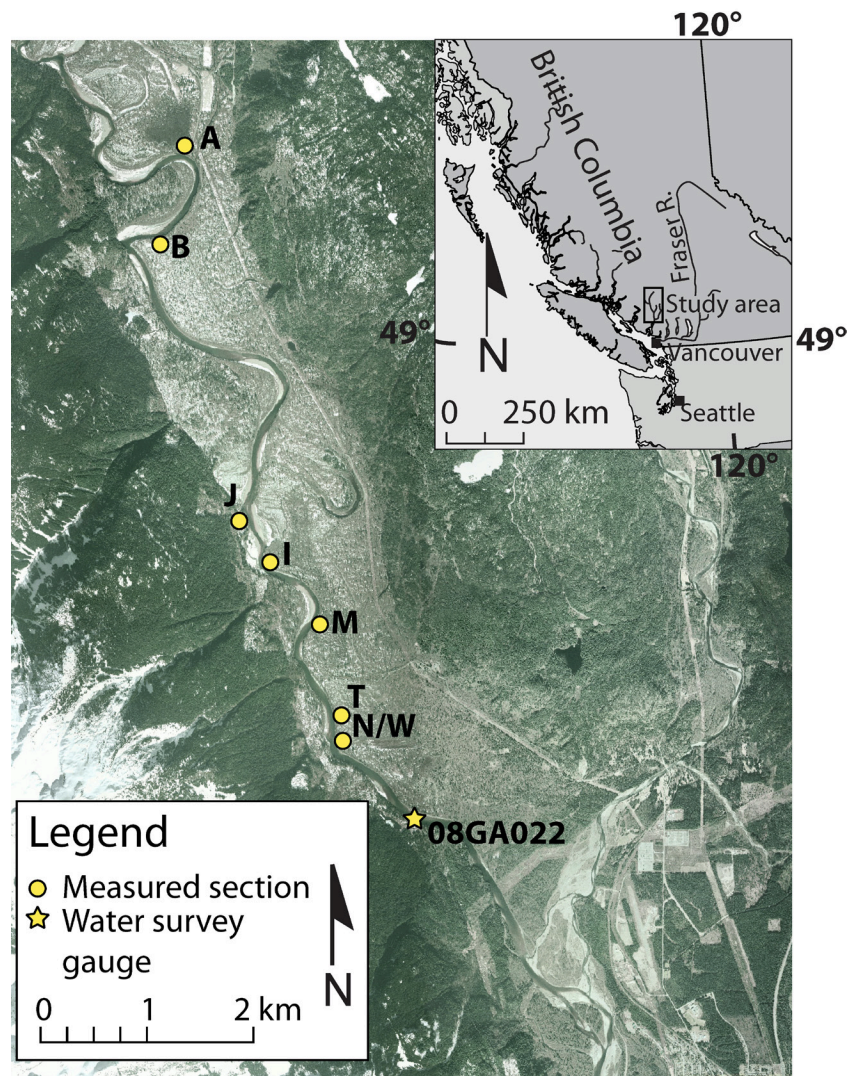 120°
British Columbia
Fraser R.
Study area
49°
49°
Vancouver
N
0 250 km
Seattle
120°
A
B
J
I
M
T
N/W
08GA022
Legend
Measured section
Water survey
gauge
N
0 1 2 km